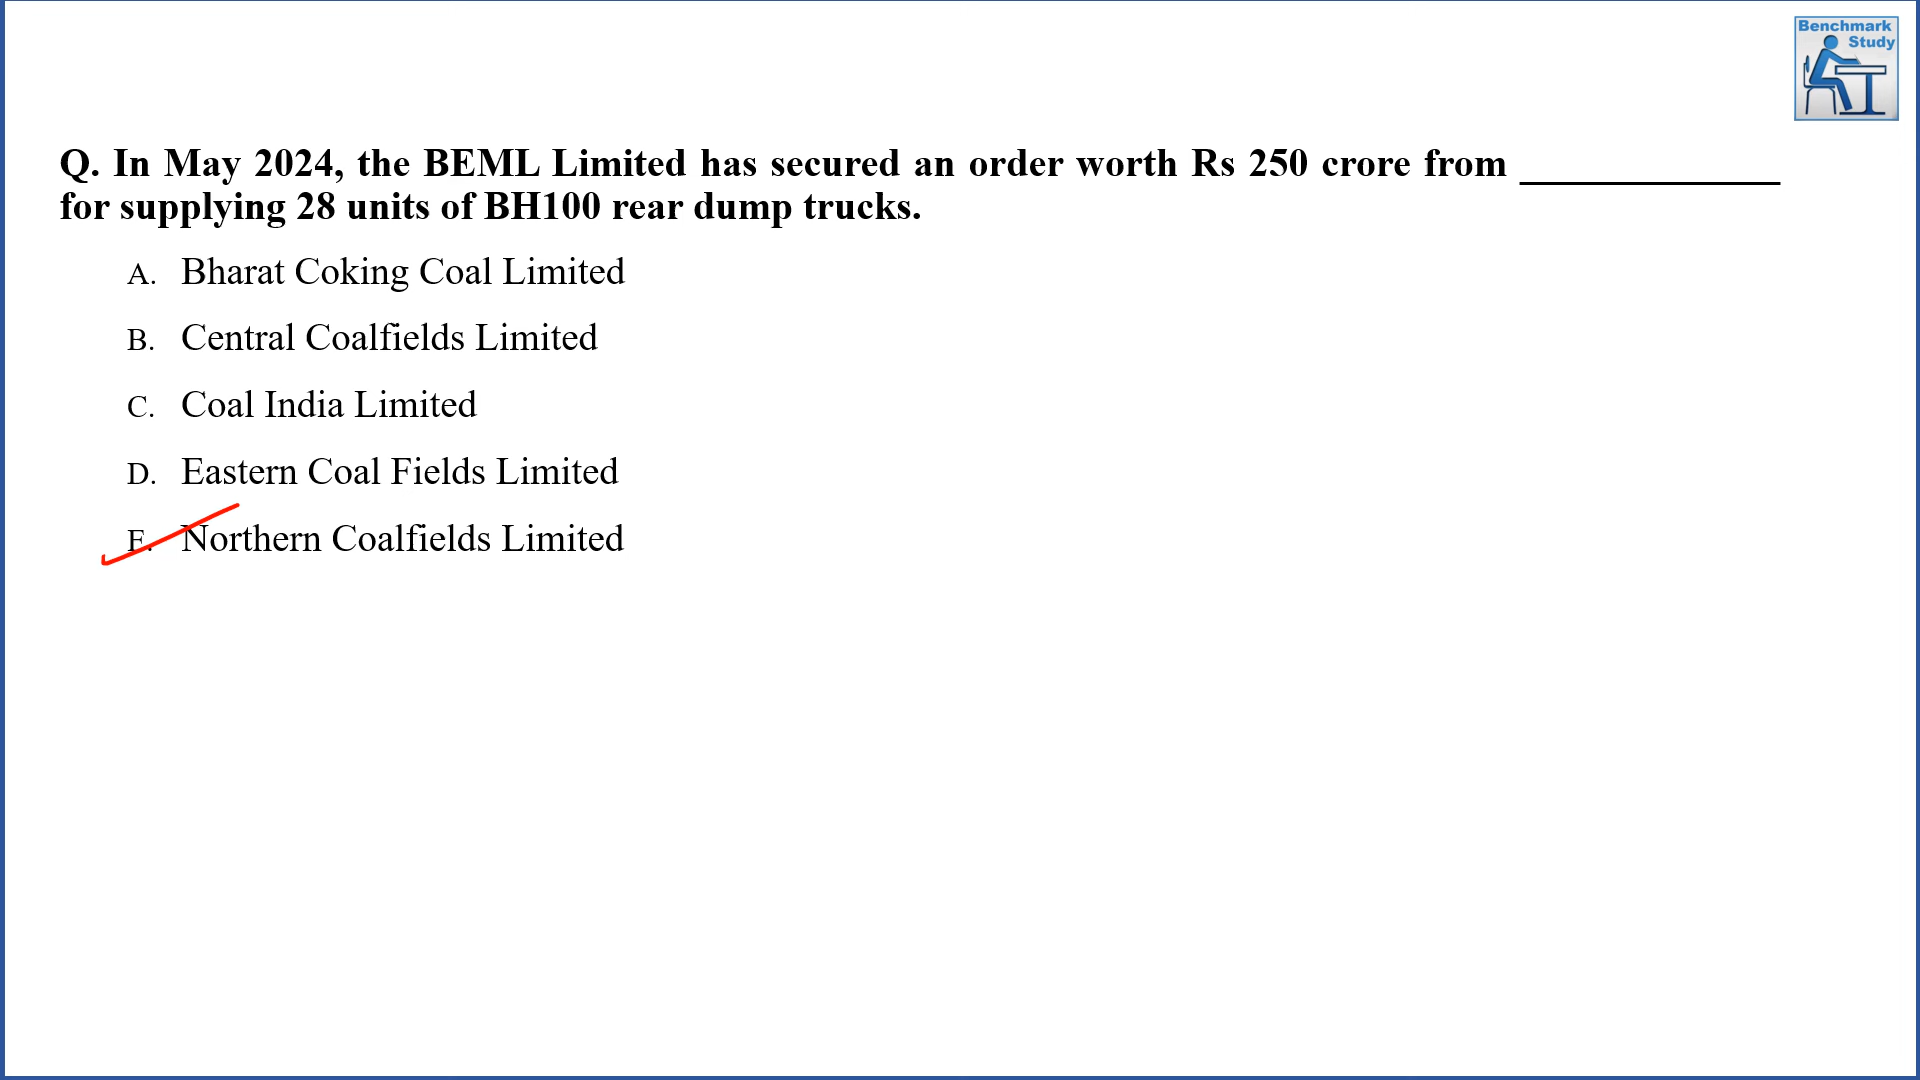 Benchmark
Study
Q. In May 2024, the BEML Limited has secured an order worth Rs 250 crore from _____________
for supplying 28 units of BH100 rear dump trucks.
A. Bharat Coking Coal Limited
B. Central Coalfields Limited
C. Coal India Limited
D. Eastern Coal Fields Limited
E. Northern Coalfields Limited